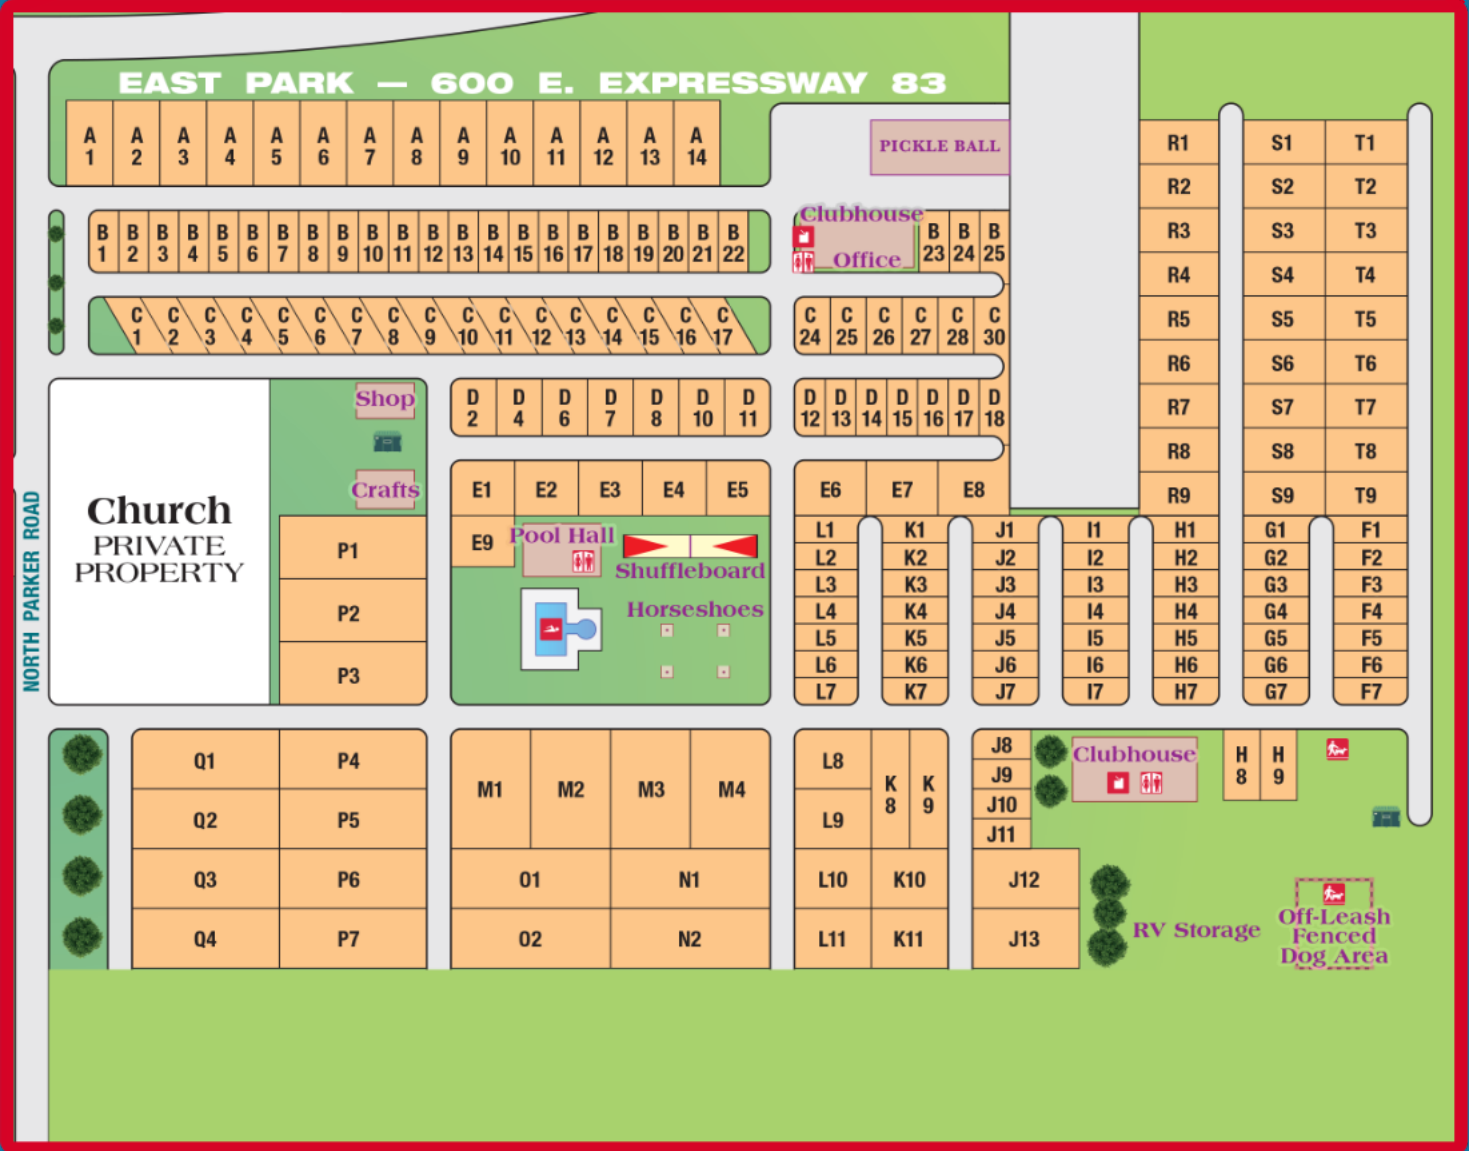 EAST PARK — 600 E. EXPRESSWAY 83
A 1 A 2 A 3 A 4 A 5 A 6 A 7 A 8 A 9 A 10 A 11 A 12 A 13 A 14
PICKLE BALL
B 1 B 2 B 3 B 4 B 5 B 6 B 7 B 8 B 9 B 10 B 11 B 12 B 13 B 14 B 15 B 16 B 17 B 18 B 19 B 20 B 21 B 22
Clubhouse
Office
B 23 B 24 B 25
C 1 C 2 C 3 C 4 C 5 C 6 C 7 C 8 C 9 C 10 C 11 C 12 C 13 C 14 C 15 C 16 C 17
C 24 C 25 C 26 C 27 C 28 C 30
Shop
Crafts
D 2 D 4 D 6 D 7 D 8 D 10 D 11
D 12 D 13 D 14 D 15 D 16 D 17 D 18
R1 S1 T1
R2 S2 T2
R3 S3 T3
R4 S4 T4
R5 S5 T5
R6 S6 T6
R7 S7 T7
R8 S8 T8
R9 S9 T9
NORTH PARKER ROAD
Church
PRIVATE
PROPERTY
P1
P2
P3
E1 E2 E3 E4 E5
E6 E7 E8
E9
Pool Hall
Shuffleboard
Horseshoes
L1 K1 J1 I1 H1 G1 F1
L2 K2 J2 I2 H2 G2 F2
L3 K3 J3 I3 H3 G3 F3
L4 K4 J4 I4 H4 G4 F4
L5 K5 J5 I5 H5 G5 F5
L6 K6 J6 I6 H6 G6 F6
L7 K7 J7 I7 H7 G7 F7
Q1 P4
Q2 P5
Q3 P6
Q4 P7
M1 M2 M3 M4
O1 N1
O2 N2
L8
L9
K 8 K 9
L10 K10
L11 K11
J8
J9
J10
J11
J12
J13
Clubhouse
H 8 H 9
RV Storage
Off-Leash
Fenced
Dog Area